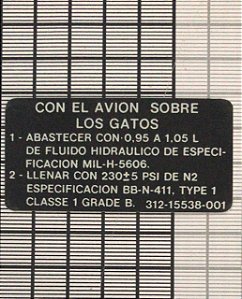 CON EL AVION SOBRE
LOS GATOS
1 - ABASTECER CON 0,95 A 1.05 L
DE FLUIDO HIDRAULICO DE ESPECI-
FICACION MIL-H-5606.
2 - LLENAR CON 230±5 PSI DE N2
ESPECIFICACION BB-N-411, TYPE 1
CLASSE 1 GRADE B. 312-15538-001